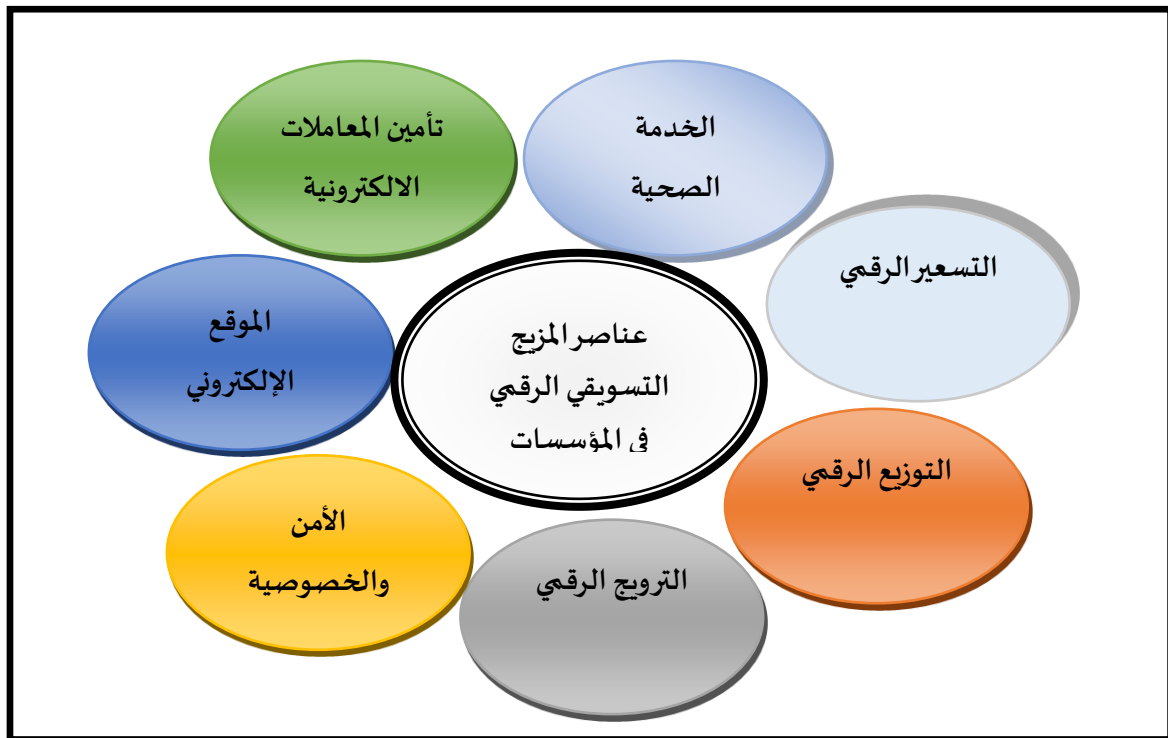 تأمين المعاملات
الالكترونية
الخدمة
الصحية
التسعير الرقمي
الموقع
الإلكتروني
عناصر المزيج
التسويقي الرقمي
في المؤسسات
التوزيع الرقمي
الأمن
والخصوصية
الترويج الرقمي